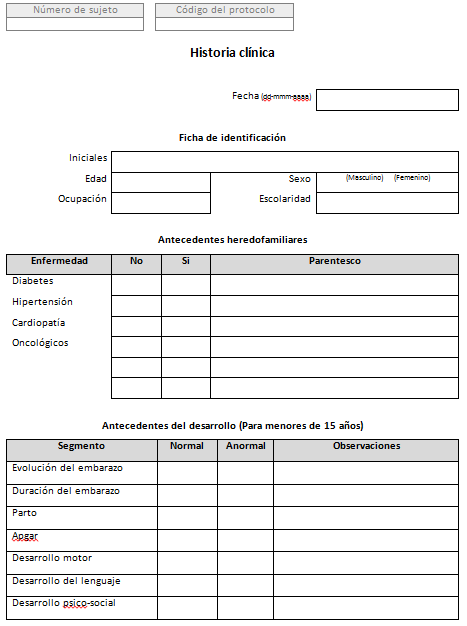 Número de sujeto Código del protocolo
Historia clínica
Fecha (dd-mmm-aaaa)
Ficha de identificación
Iniciales
Edad Sexo (Masculino) (Femenino)
Ocupación Escolaridad
Antecedentes heredofamiliares
Enfermedad No Si Parentesco
Diabetes
Hipertensión
Cardiopatía
Oncológicos
Antecedentes del desarrollo (Para menores de 15 años)
Segmento Normal Anormal Observaciones
Evolución del embarazo
Duración del embarazo
Parto
Apgar
Desarrollo motor
Desarrollo del lenguaje
Desarrollo psico-social